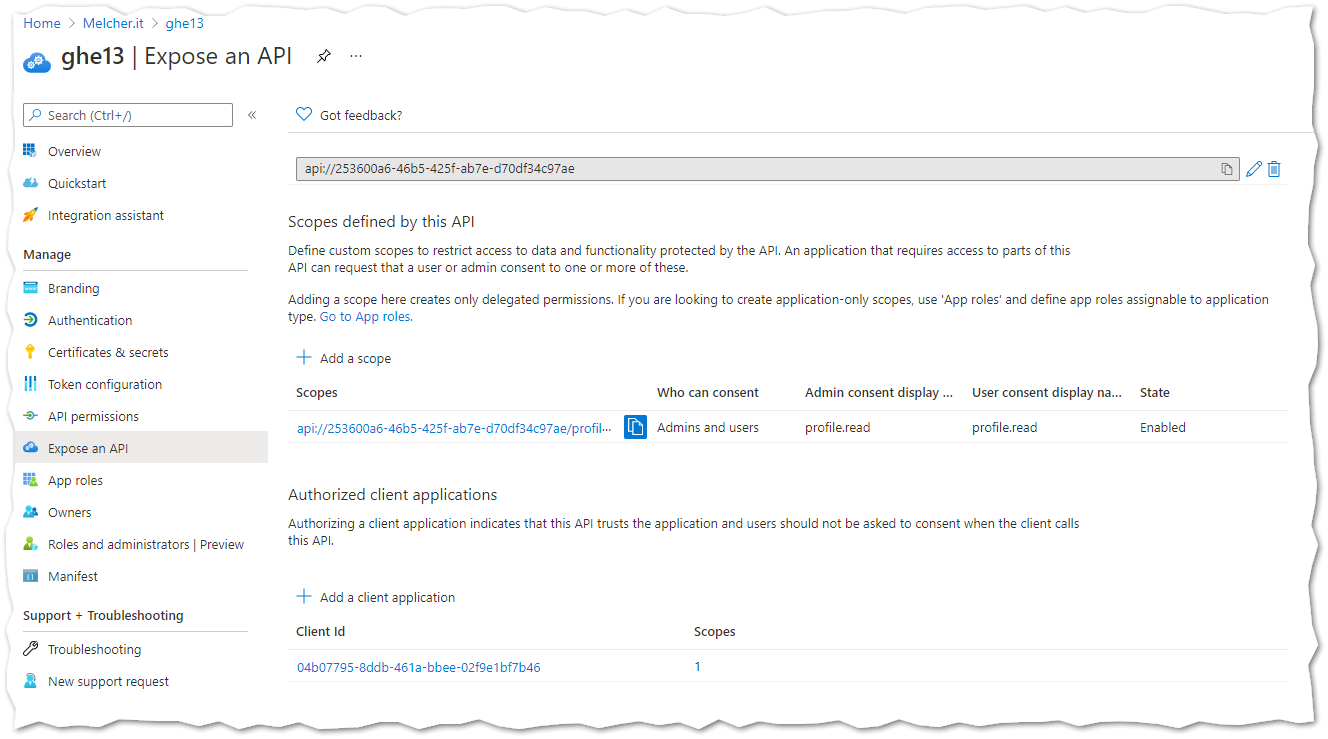 Home > Melcher.it > ghe13
ghe13 | Expose an API ...
Search (Ctrl+/) «
Overview
Quickstart
Integration assistant
Manage
Branding
Authentication
Certificates & secrets
Token configuration
API permissions
Expose an API
App roles
Owners
Roles and administrators | Preview
Manifest
Support + Troubleshooting
Troubleshooting
New support request
Got feedback?
api://253600a6-46b5-425f-ab7e-d70df34c97ae
Scopes defined by this API
Define custom scopes to restrict access to data and functionality protected by the API. An application that requires access to parts of this
API can request that a user or admin consent to one or more of these.
Adding a scope here creates only delegated permissions. If you are looking to create application-only scopes, use 'App roles' and define app roles assignable to application
type. Go to App roles.
+ Add a scope
Scopes Who can consent Admin consent display ... User consent display na... State
api://253600a6-46b5-425f-ab7e-d70df34c97ae/profil... Admins and users profile.read profile.read Enabled
Authorized client applications
Authorizing a client application indicates that this API trusts the application and users should not be asked to consent when the client calls
this API.
+ Add a client application
Client Id Scopes
04b07795-8ddb-461a-bbee-02f9e1bf7b46 1